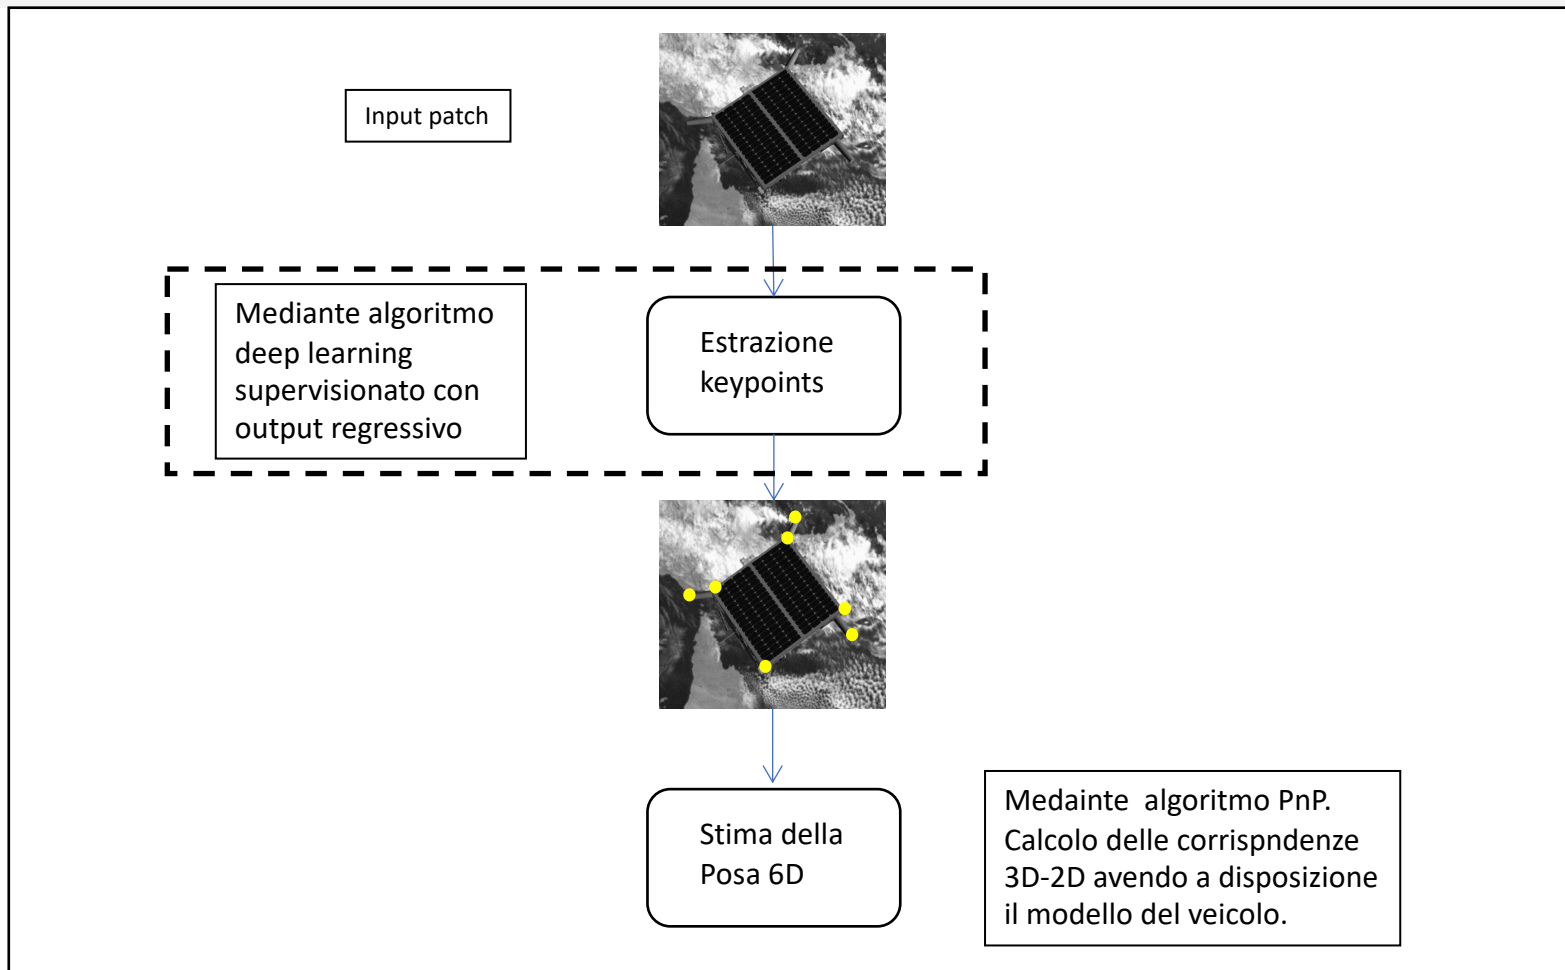 Input patch
Mediante algoritmo
deep learning
supervisionato con
output regressivo
Estrazione
keypoints
Stima della
Posa 6D
Medainte  algoritmo PnP.
Calcolo delle corrispndenze
3D-2D avendo a disposizione
il modello del veicolo.